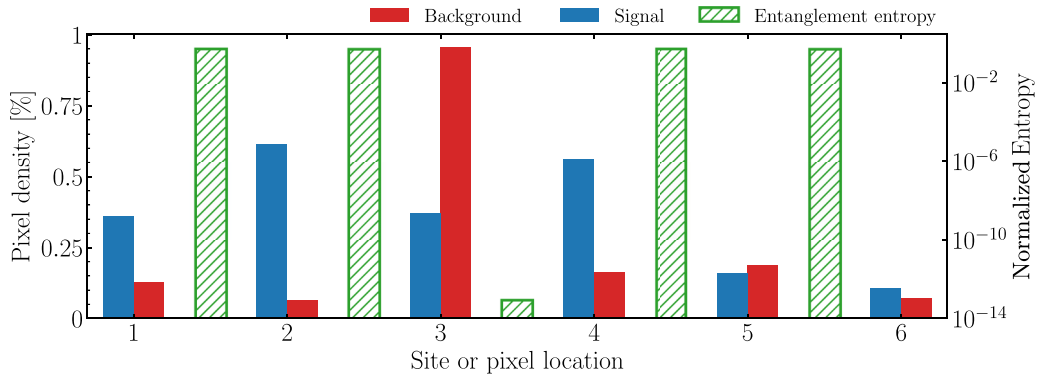 Background Signal Entanglement entropy
Pixel density [%]
1
0.75
0.5
0.25
0
10⁻²
10⁻⁶
10⁻¹⁰
10⁻¹⁴
Normalized Entropy
1 2 3 4 5 6
Site or pixel location